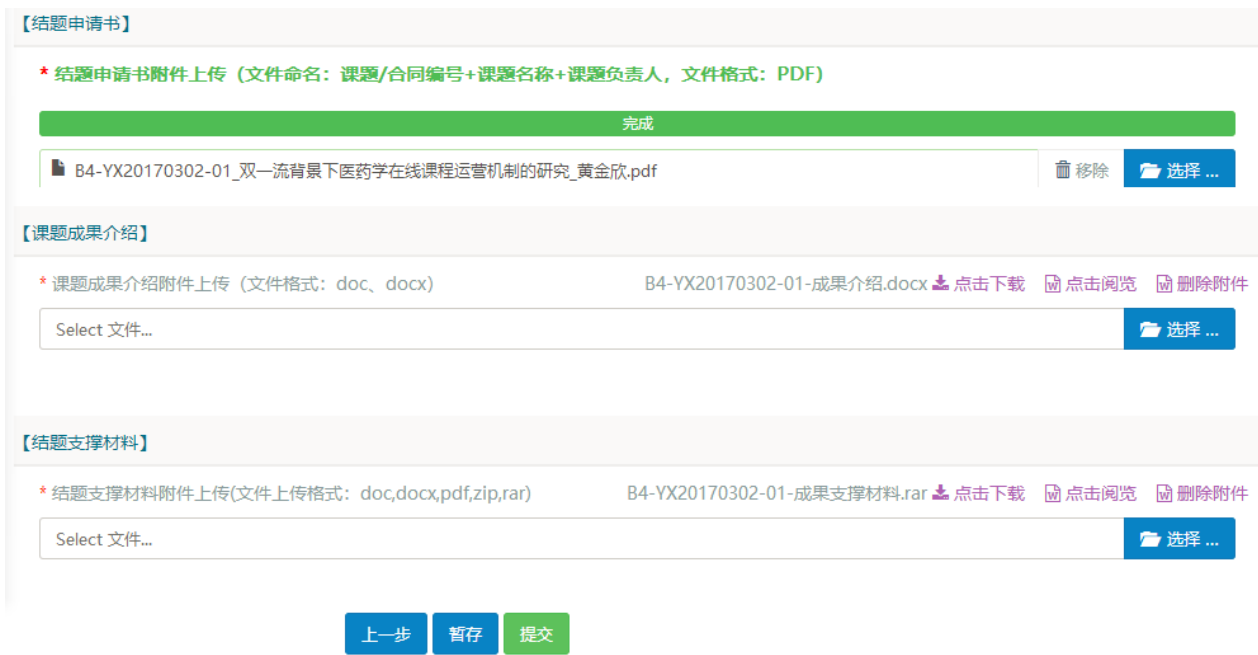 【结题申请书】
* 结题申请书附件上传（文件命名：课题/合同编号+课题名称+课题负责人，文件格式：PDF)
完成
B4-YX20170302-01_双一流背景下医药学在线课程运营机制的研究_黄金欣.pdf 移除 选择 ...
【课题成果介绍】
* 课题成果介绍附件上传（文件格式：doc、docx） B4-YX20170302-01-成果介绍.docx 点击下载 点击阅览 删除附件
Select 文件... 选择 ...
【结题支撑材料】
* 结题支撑材料附件上传(文件上传格式：doc,docx,pdf,zip,rar) B4-YX20170302-01-成果支撑材料.rar 点击下载 点击阅览 删除附件
Select 文件... 选择 ...
上一步 暂存 提交